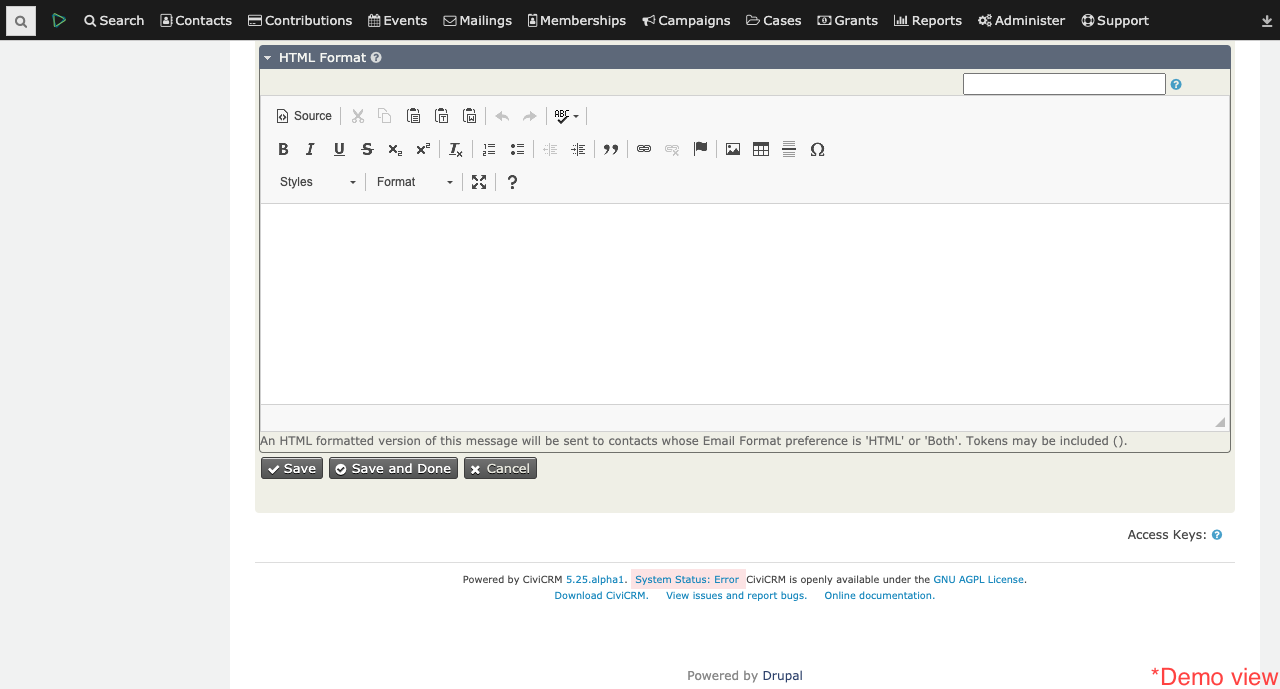 Search Contacts Contributions Events Mailings Memberships Campaigns Cases Grants Reports Administer Support
HTML Format
Source ABC
B I U S x₂ x² Tx
Styles Format ?
An HTML formatted version of this message will be sent to contacts whose Email Format preference is 'HTML' or 'Both'. Tokens may be included ().
Save Save and Done Cancel
Access Keys:
Powered by CiviCRM 5.25.alpha1. System Status: Error CiviCRM is openly available under the GNU AGPL License.
Download CiviCRM. View issues and report bugs. Online documentation.
Powered by Drupal
*Demo view